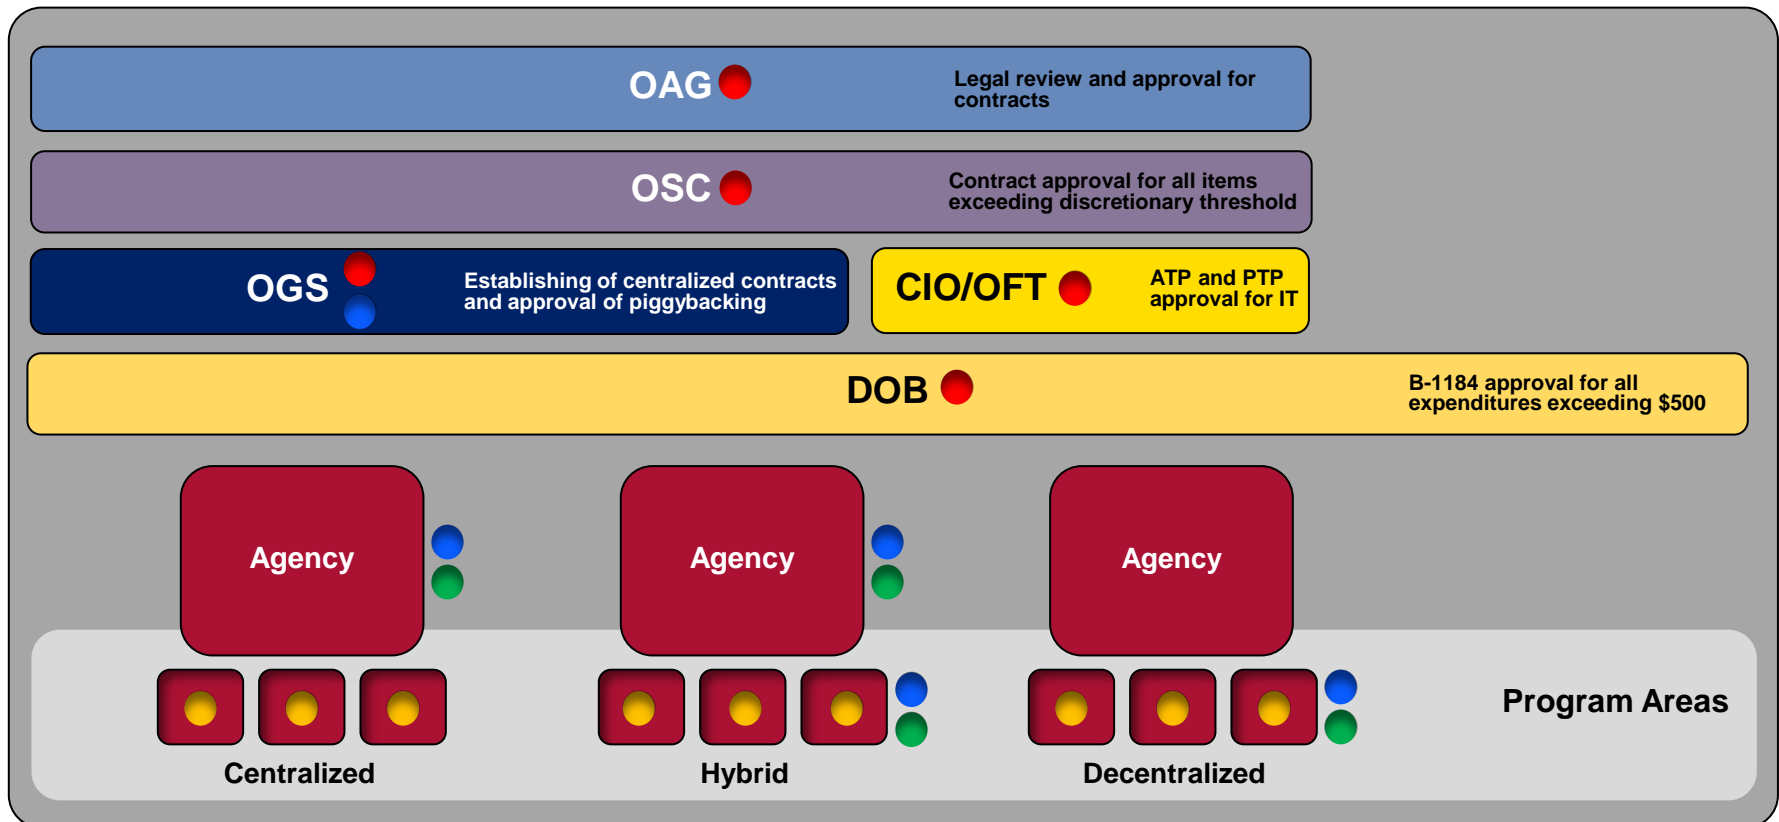 OAG
Legal review and approval for
contracts
OSC
Contract approval for all items
exceeding discretionary threshold
OGS
Establishing of centralized contracts
and approval of piggybacking
CIO/OFT
ATP and PTP
approval for IT
DOB
B-1184 approval for all
expenditures exceeding $500
Agency
Agency
Agency
Program Areas
Centralized
Hybrid
Decentralized